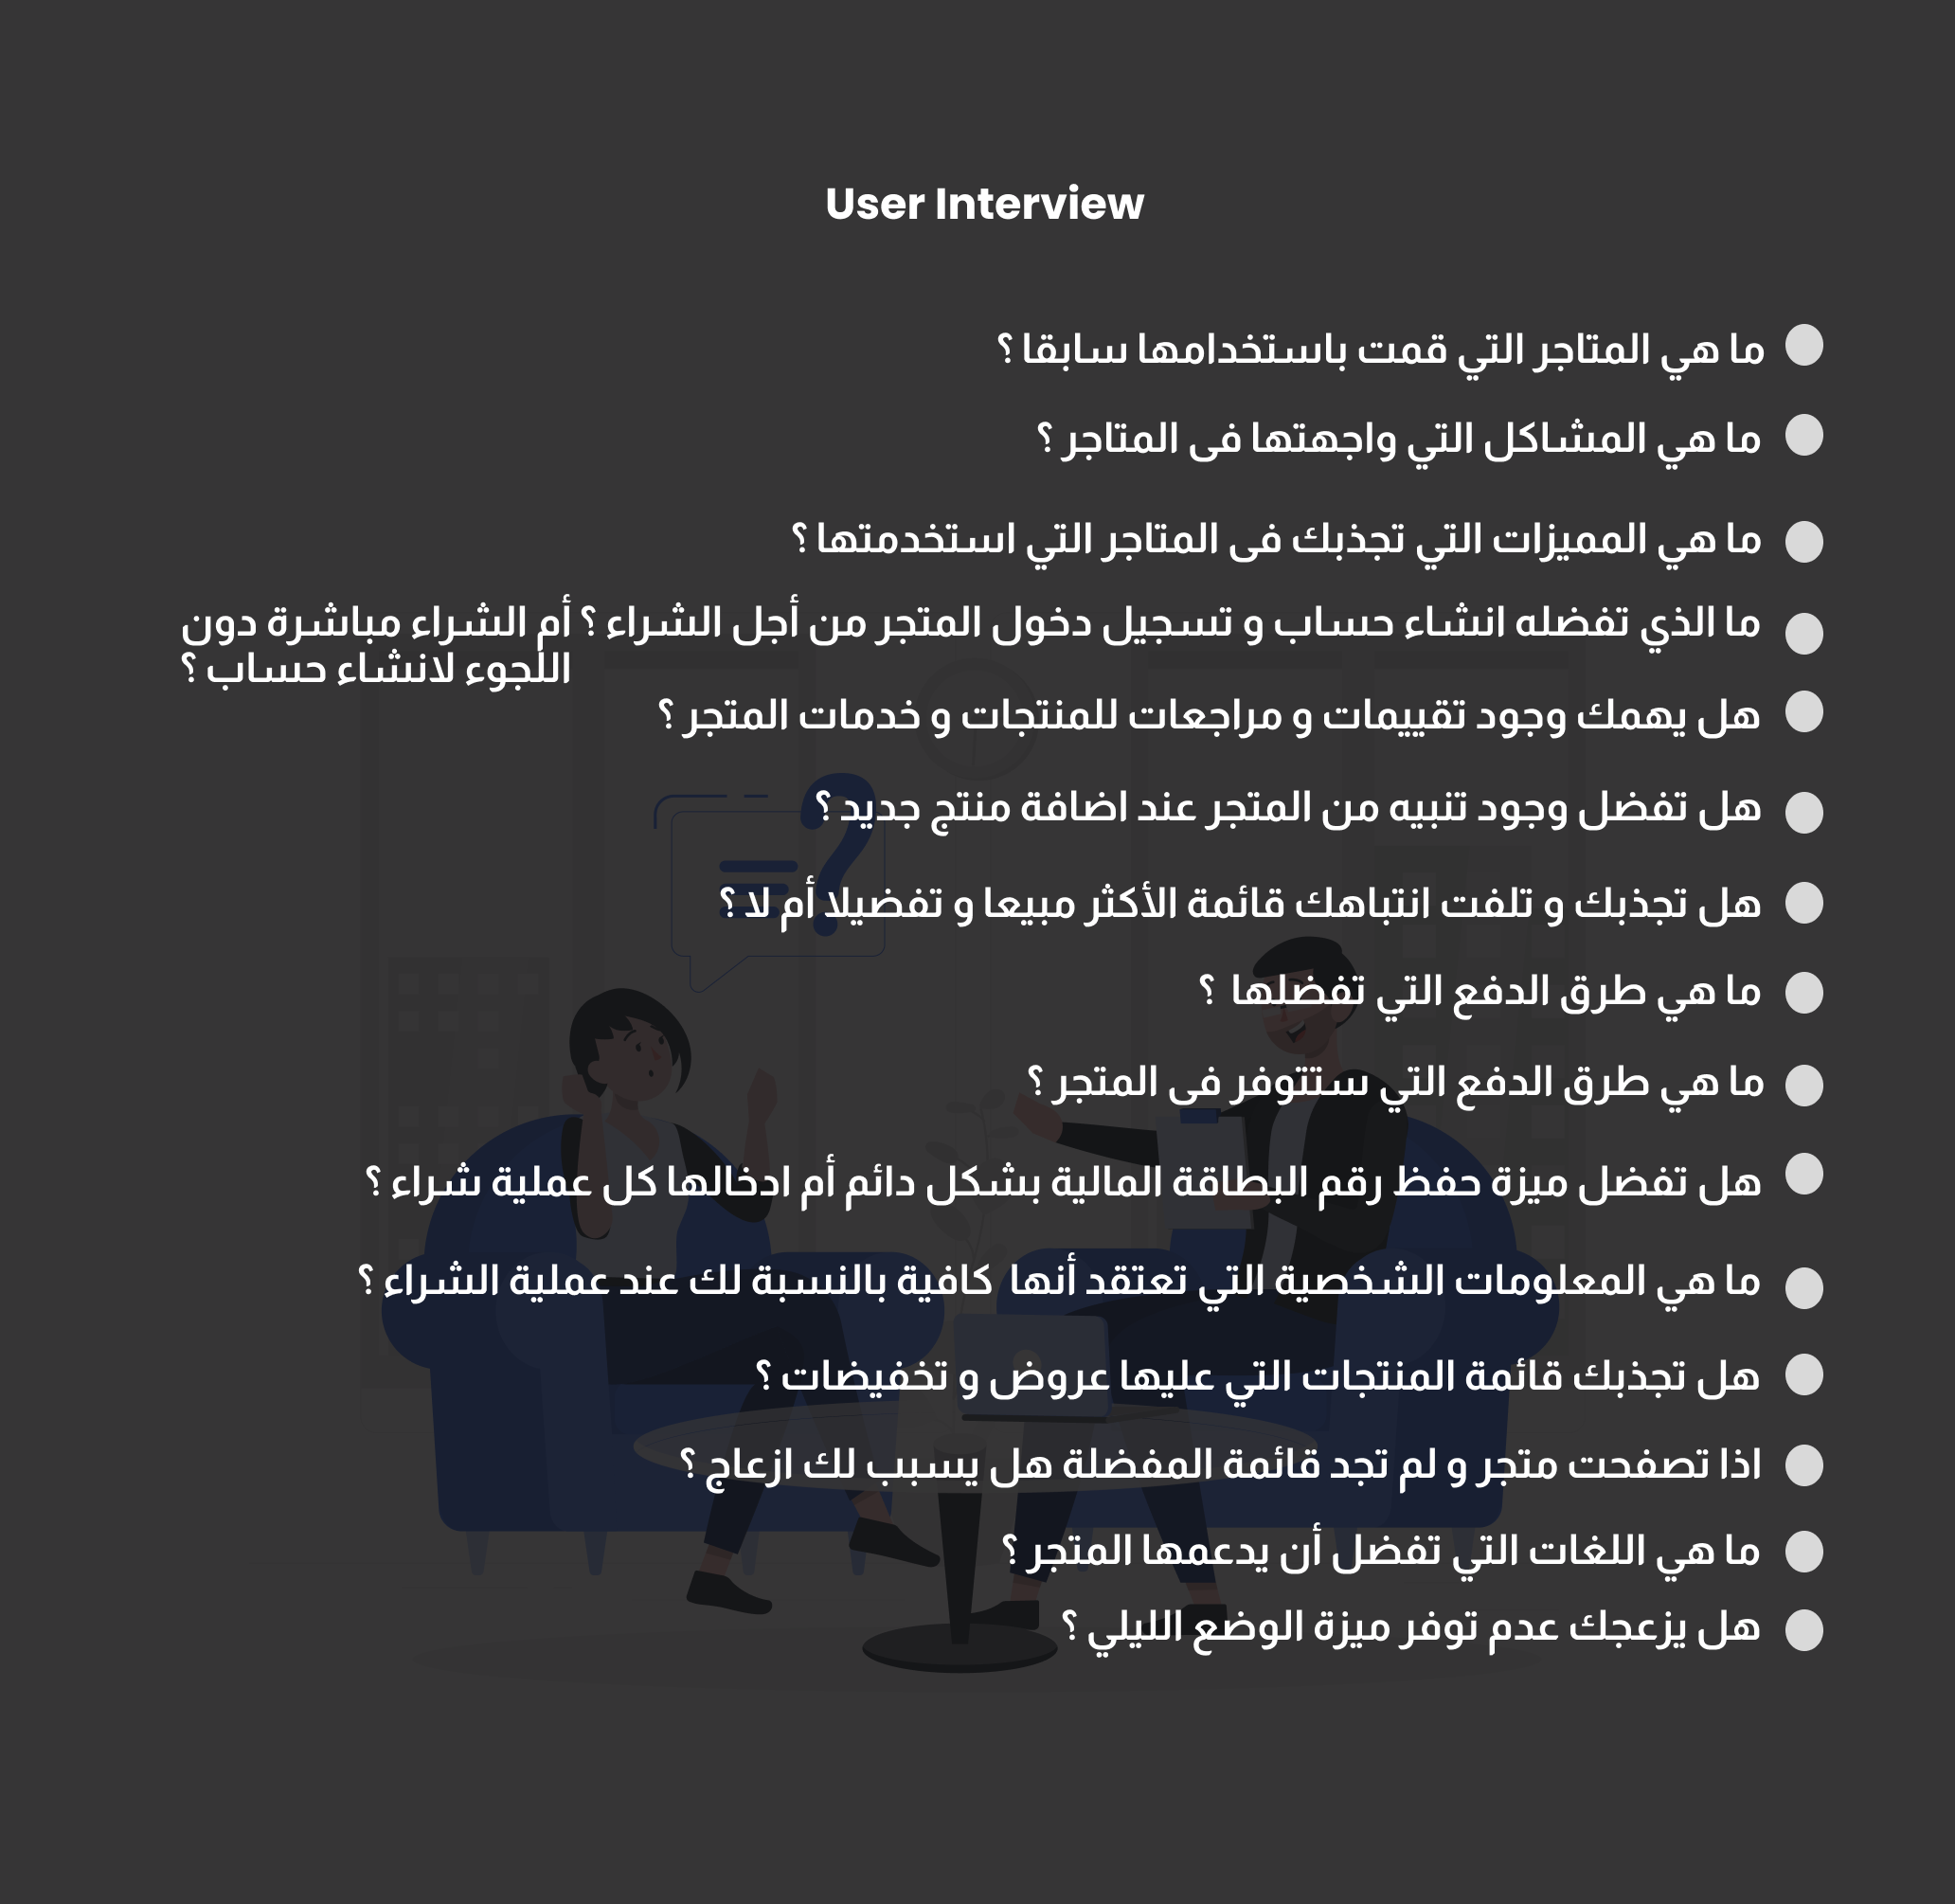 User Interview
ما هي المتاجر التي قمت باستخدامها سابقا ؟
ما هي المشاكل التي واجهتها فى المتاجر ؟
ما هي المميزات التي تجذبك فى المتاجر التي استخدمتها ؟
ما الذي تفضله انشاء حساب و تسجيل دخول المتجر من أجل الشراء ؟ أم الشراء مباشرة دون
اللجوء لانشاء حساب ؟
هل يهمك وجود تقييمات و مراجعات للمنتجات و خدمات المتجر ؟
هل تفضل وجود تنبيه من المتجر عند اضافة منتج جديد ؟
هل تجذبك و تلفت انتباهك قائمة الأكثر مبيعا و تفضيلا أم لا ؟
ما هي طرق الدفع التي تفضلها ؟
ما هي طرق الدفع التي ستتوفر فى المتجر ؟
هل تفضل ميزة حفظ رقم البطاقة المالية بشكل دائم أم ادخالها كل عملية شراء ؟
ما هي المعلومات الشخصية التي تعتقد أنها كافية بالنسبة لك عند عملية الشراء ؟
هل تجذبك قائمة المنتجات التي عليها عروض و تخفيضات ؟
اذا تصفحت متجر و لم تجد قائمة المفضلة هل يسبب لك ازعاج ؟
ما هي اللغات التي تفضل أن يدعمها المتجر ؟
هل يزعجك عدم توفر ميزة الوضع الليلي ؟